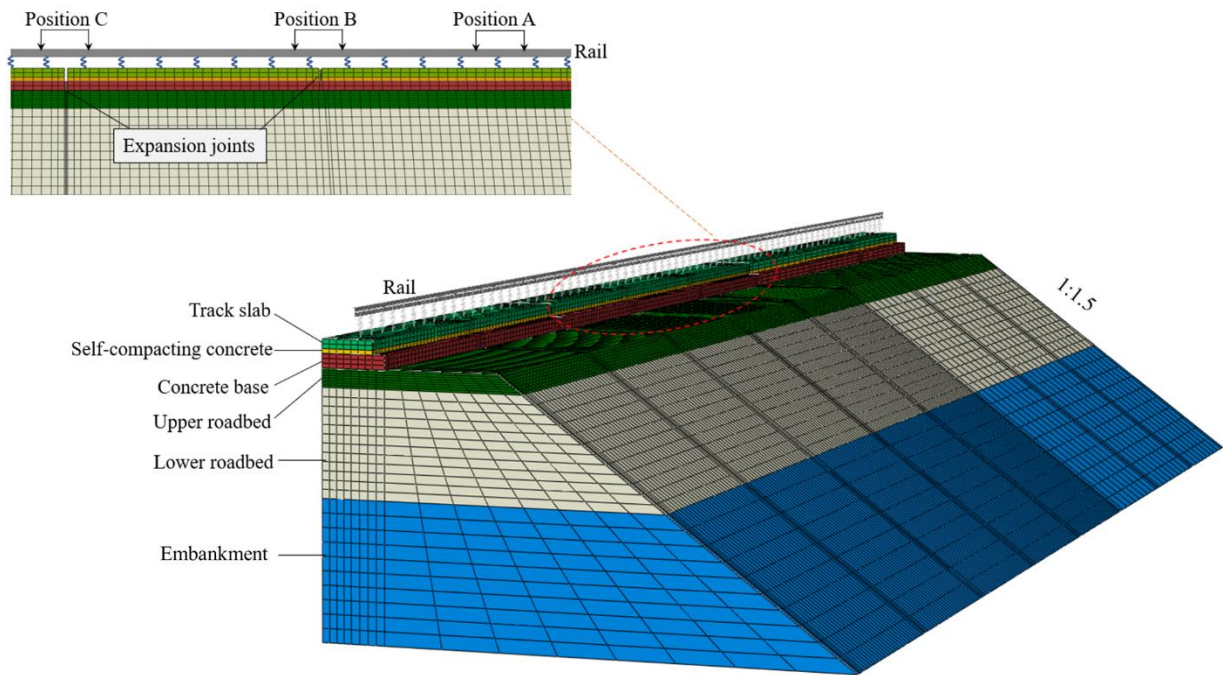 Position C
Position B
Position A
Rail
Expansion joints
Rail
1:1.5
Track slab
Self-compacting concrete
Concrete base
Upper roadbed
Lower roadbed
Embankment